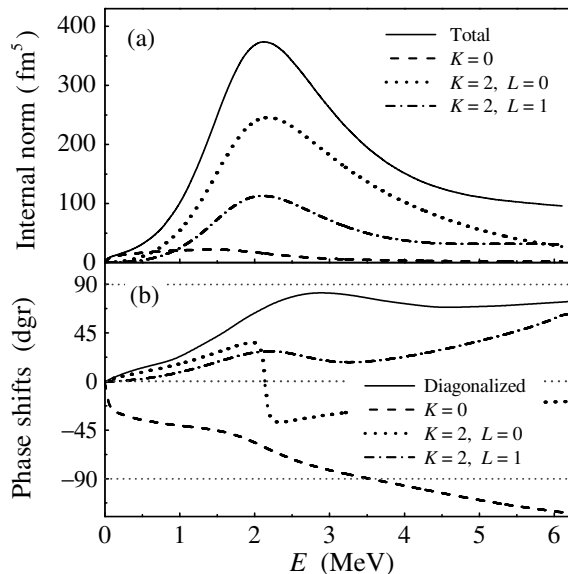 (a)
Total
K = 0
K = 2, L = 0
K = 2, L = 1
Internal norm (fm⁵)
400
300
200
100
0
(b)
Diagonalized
K = 0
K = 2, L = 0
K = 2, L = 1
Phase shifts (dgr)
90
45
0
−45
−90
0 1 2 3 4 5 6
E (MeV)